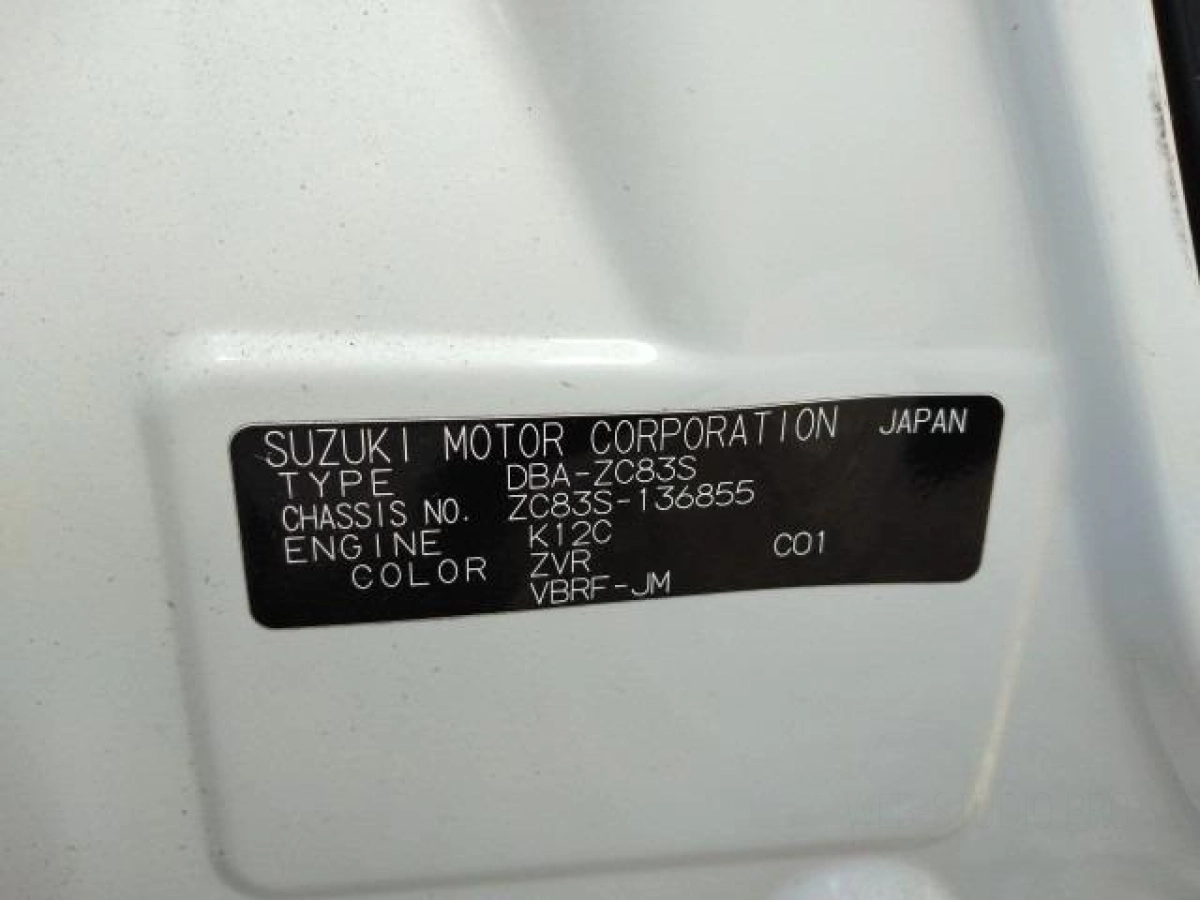 SUZUKI MOTOR CORPORATION JAPAN
TYPE DBA-ZC83S
CHASSIS NO. ZC83S-136855
ENGINE K12C
COLOR ZVR C01
VBRF-JM